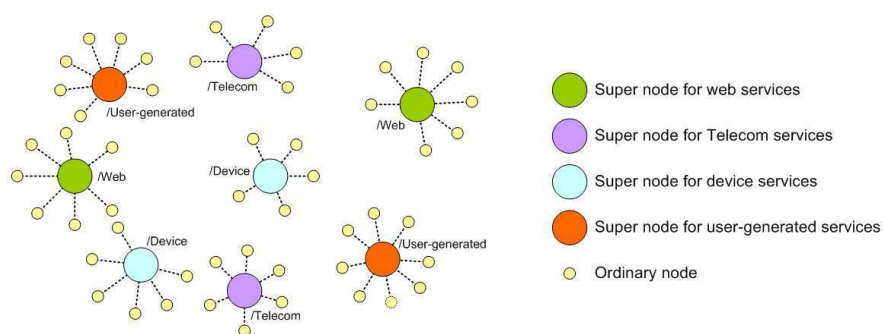 /User-generated
/Telecom
/Web
/Web
/Device
/Device
/User-generated
/Telecom
Super node for web services
Super node for Telecom services
Super node for device services
Super node for user-generated services
Ordinary node